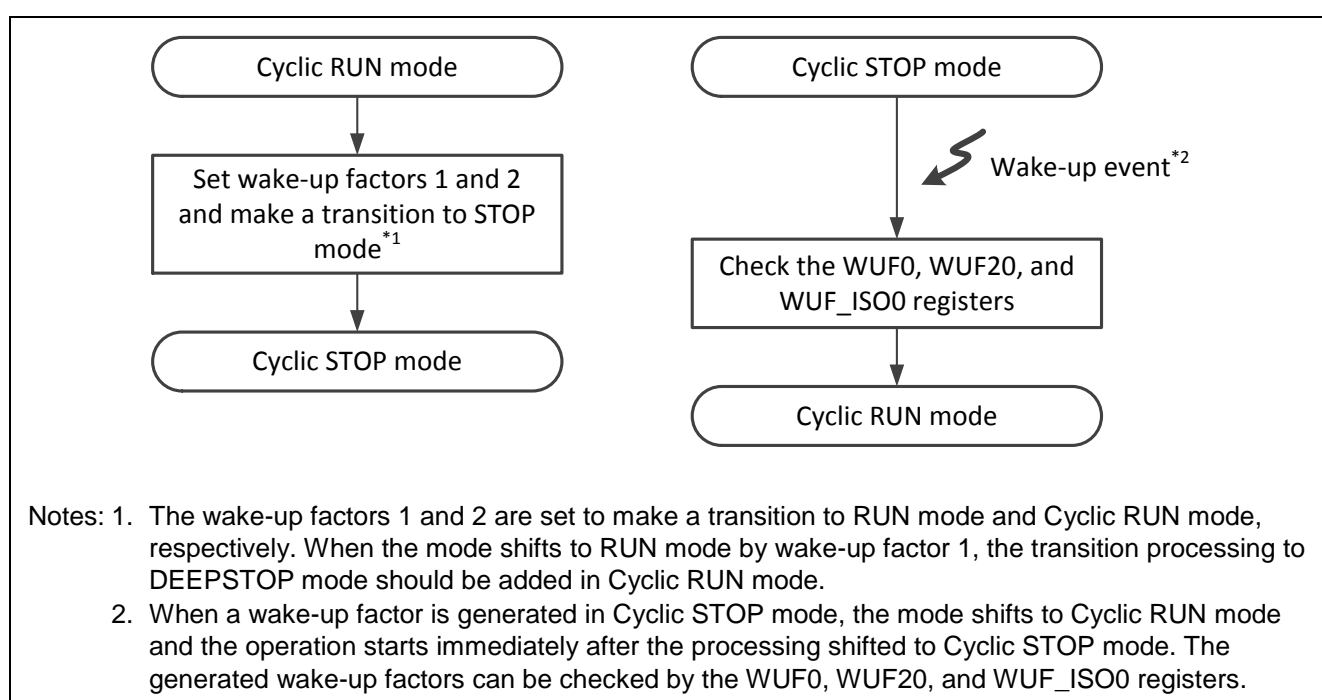 Cyclic RUN mode
Set wake-up factors 1 and 2
and make a transition to STOP
mode*1
Cyclic STOP mode
Cyclic STOP mode
Wake-up event*2
Check the WUF0, WUF20, and
WUF_ISO0 registers
Cyclic RUN mode
Notes: 1. The wake-up factors 1 and 2 are set to make a transition to RUN mode and Cyclic RUN mode,
respectively. When the mode shifts to RUN mode by wake-up factor 1, the transition processing to
DEEPSTOP mode should be added in Cyclic RUN mode.
2. When a wake-up factor is generated in Cyclic STOP mode, the mode shifts to Cyclic RUN mode
and the operation starts immediately after the processing shifted to Cyclic STOP mode. The
generated wake-up factors can be checked by the WUF0, WUF20, and WUF_ISO0 registers.